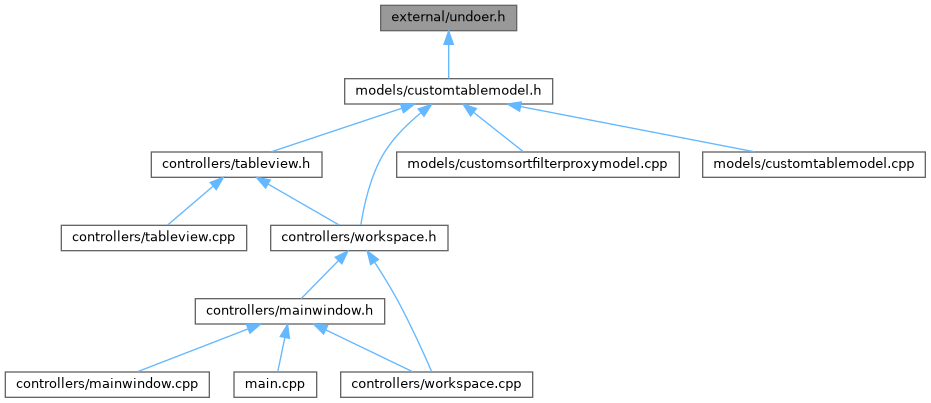 external/undoer.h
models/customtablemodel.h
controllers/tableview.h
models/customsortfilterproxymodel.cpp
models/customtablemodel.cpp
controllers/tableview.cpp
controllers/workspace.h
controllers/mainwindow.h
controllers/mainwindow.cpp
main.cpp
controllers/workspace.cpp